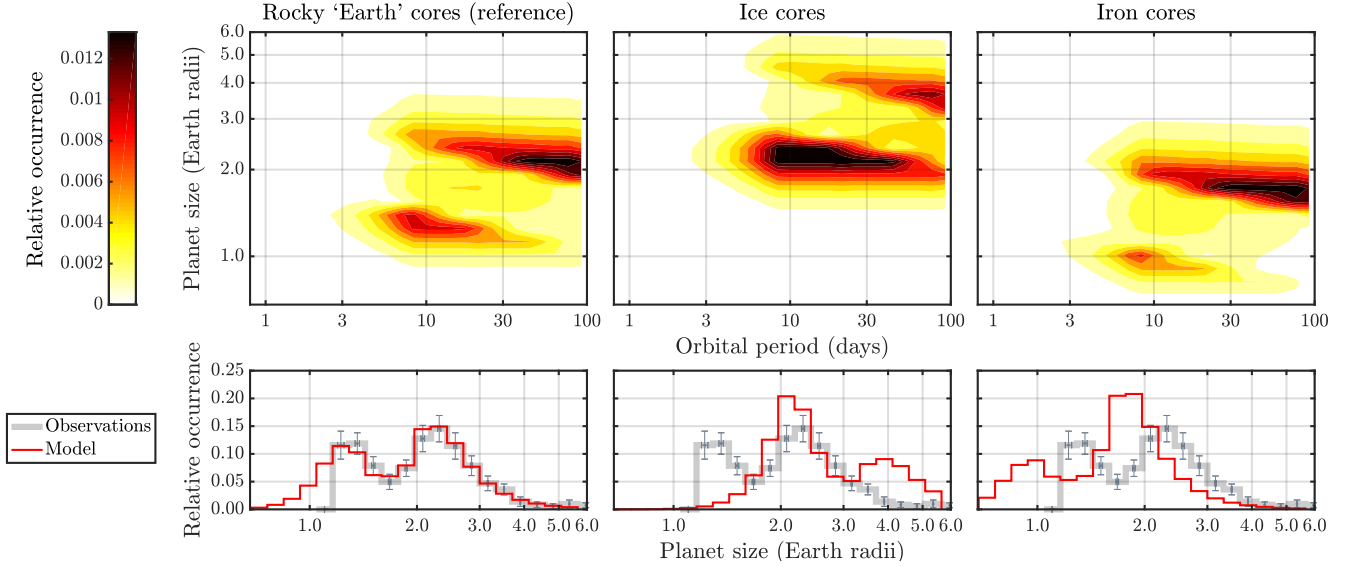 Rocky ‘Earth’ cores (reference)
Ice cores
Iron cores
Relative occurrence
0.012
0.01
0.008
0.006
0.004
0.002
0
Planet size (Earth radii)
6.0
5.0
4.0
3.0
2.0
1.0
1 3 10 30 100
1 3 10 30 100
1 3 10 30 100
Orbital period (days)
Observations
Model
Relative occurrence
0.25
0.20
0.15
0.10
0.05
0.00
1.0 2.0 3.0 4.0 5.0 6.0
1.0 2.0 3.0 4.0 5.0 6.0
1.0 2.0 3.0 4.0 5.0 6.0
Planet size (Earth radii)